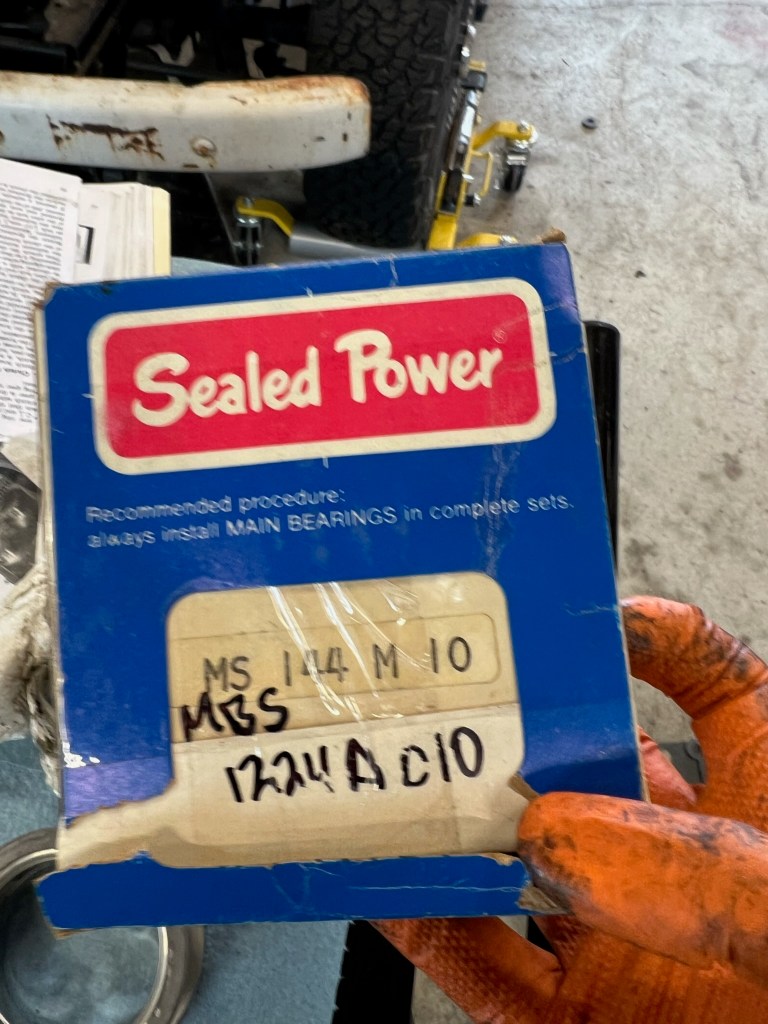 Sealed Power®
Recommended procedure:
always install MAIN BEARINGS in complete sets.
MS 144 M 10
MBS
1224A C10